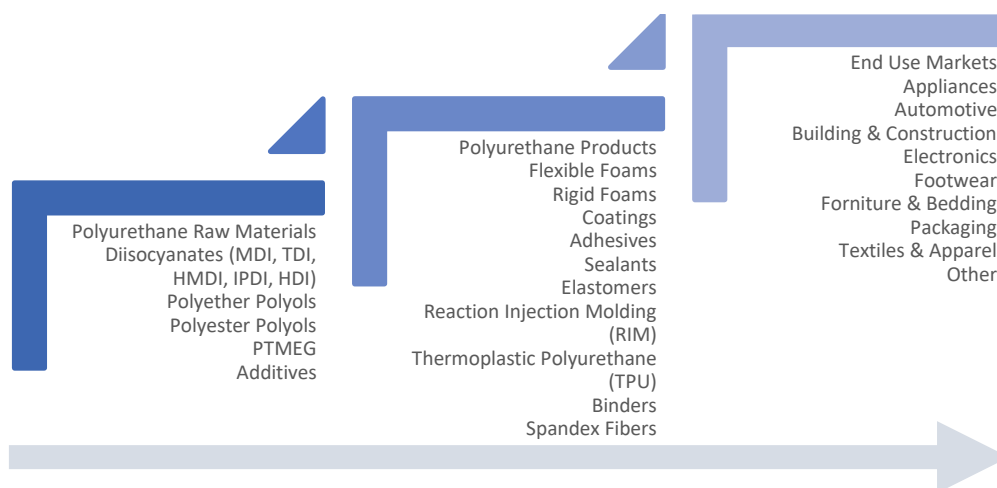 Polyurethane Raw Materials
Diisocyanates (MDI, TDI,
HMDI, IPDI, HDI)
Polyether Polyols
Polyester Polyols
PTMEG
Additives
Polyurethane Products
Flexible Foams
Rigid Foams
Coatings
Adhesives
Sealants
Elastomers
Reaction Injection Molding
(RIM)
Thermoplastic Polyurethane
(TPU)
Binders
Spandex Fibers
End Use Markets
Appliances
Automotive
Building & Construction
Electronics
Footwear
Forniture & Bedding
Packaging
Textiles & Apparel
Other